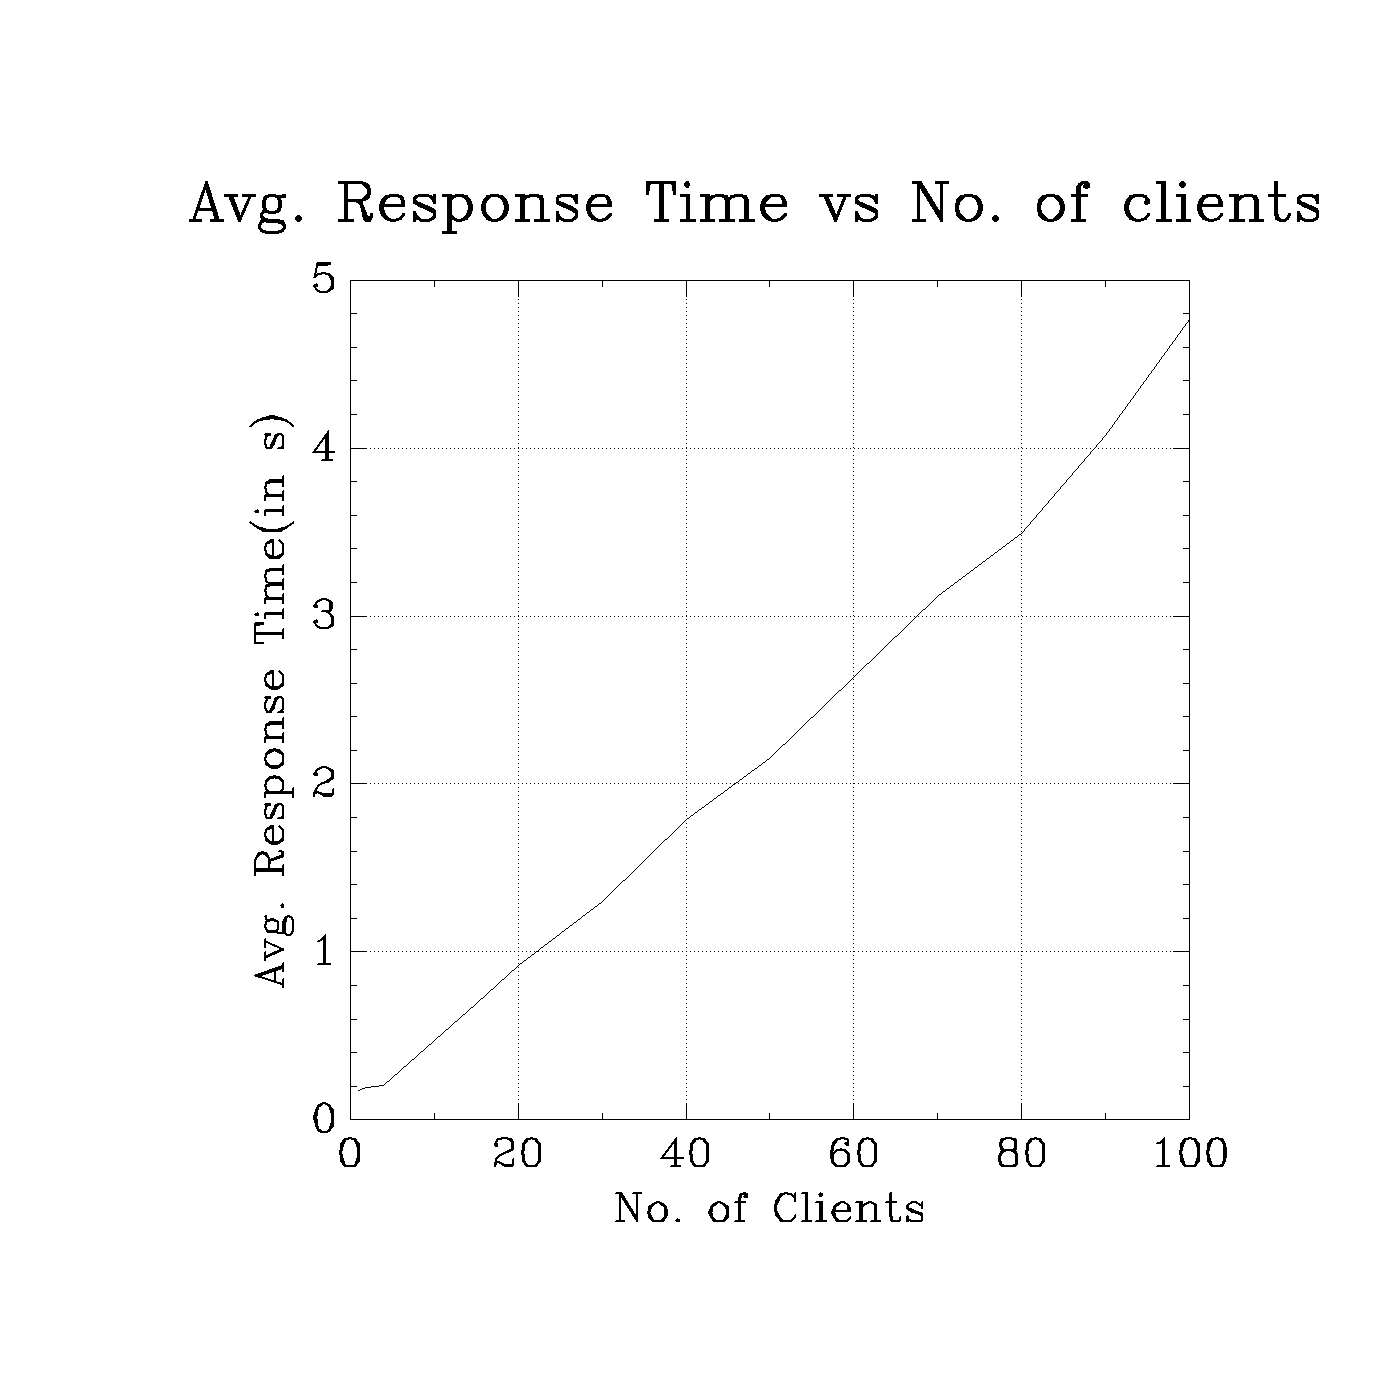 Avg. Response Time vs No. of clients
5
4
3
2
1
0
Avg. Response Time(in s)
0 20 40 60 80 100
No. of Clients